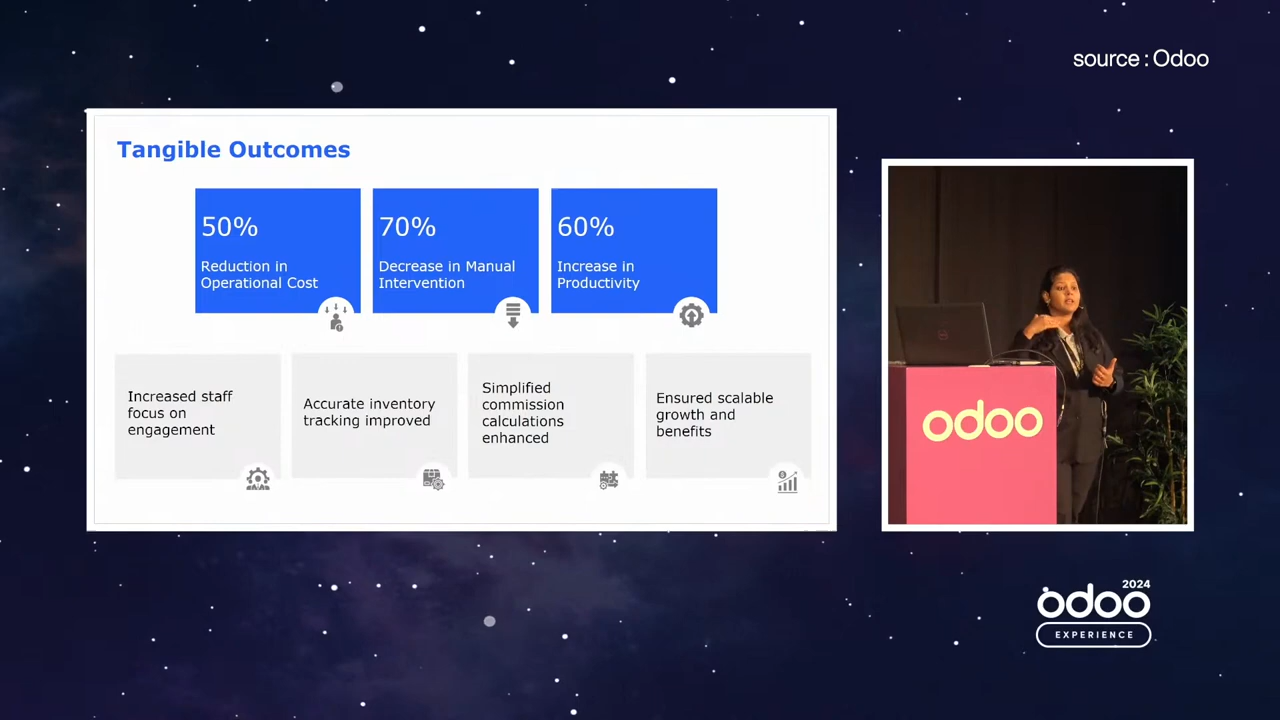 source : Odoo
Tangible Outcomes
50%
Reduction in
Operational Cost
70%
Decrease in Manual
Intervention
60%
Increase in
Productivity
Increased staff
focus on
engagement
Accurate inventory
tracking improved
Simplified
commission
calculations
enhanced
Ensured scalable
growth and
benefits
odoo
2024
odoo
EXPERIENCE